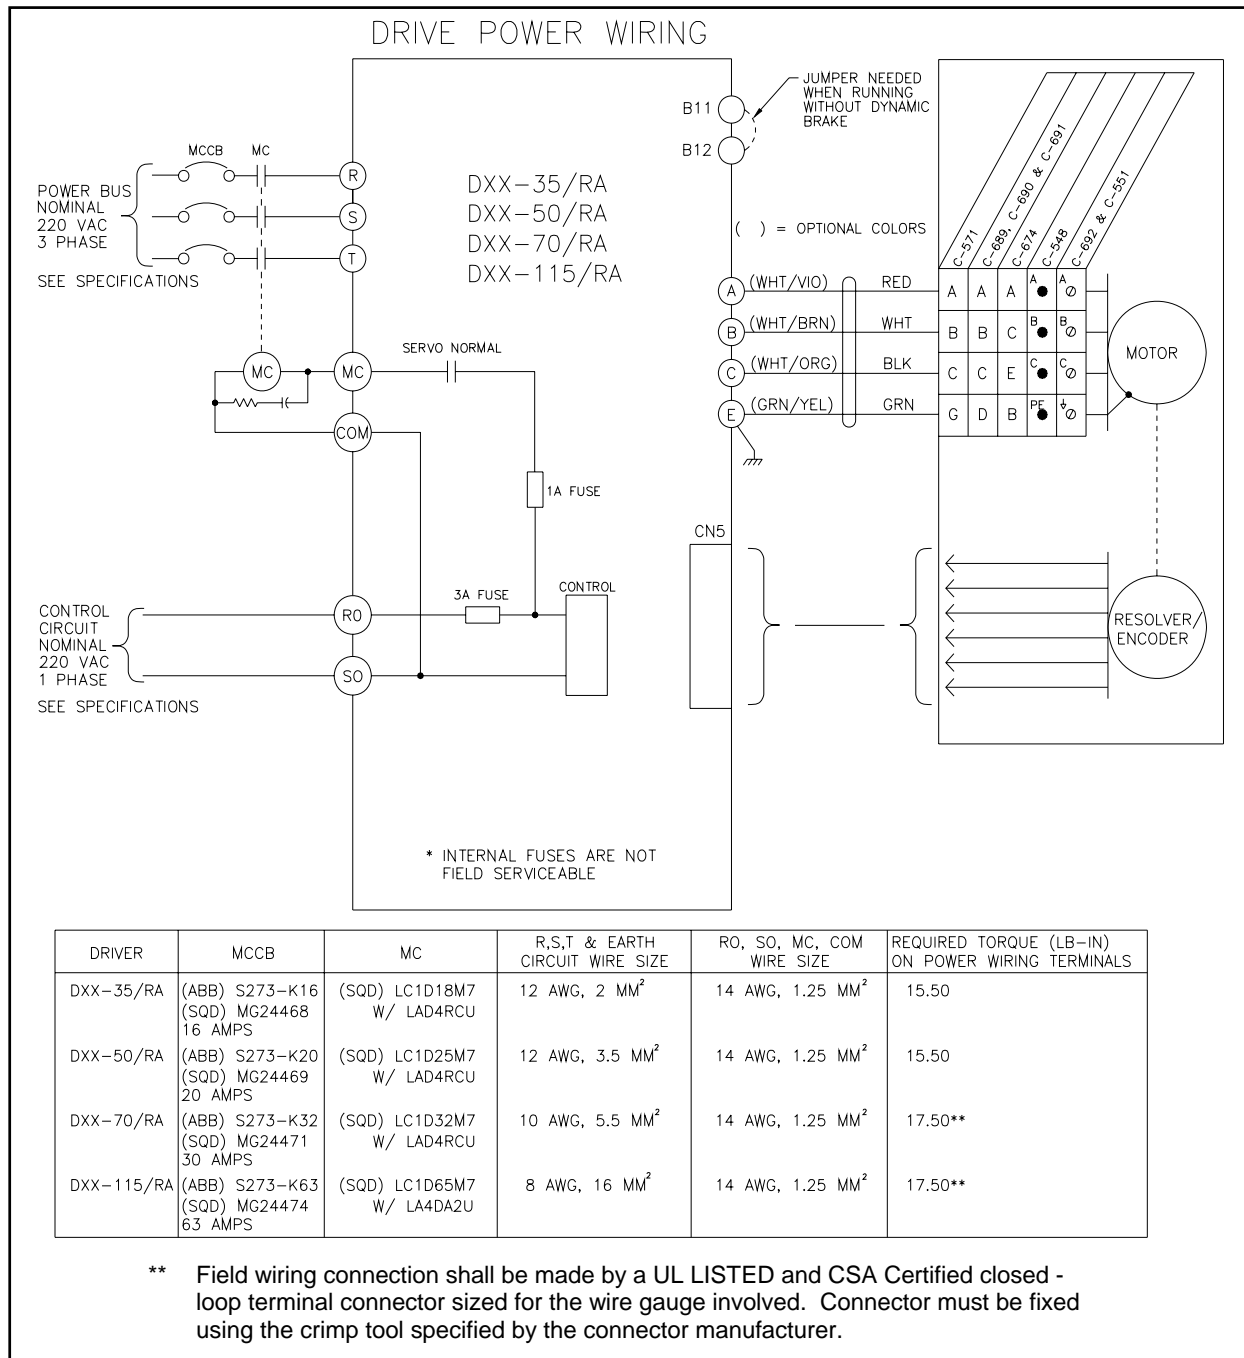 DRIVE POWER WIRING
B11
B12
JUMPER NEEDED
WHEN RUNNING
WITHOUT DYNAMIC
BRAKE
MCCB MC
POWER BUS
NOMINAL
220 VAC
3 PHASE
SEE SPECIFICATIONS
R
S
T
DXX-35/RA
DXX-50/RA
DXX-70/RA
DXX-115/RA
( ) = OPTIONAL COLORS
C-571
C-689, C-690 & C-691
C-674
C-548
C-692 & C-551
A (WHT/VIO) RED A A A A A
B (WHT/BRN) WHT B B C B B
C (WHT/ORG) BLK C C E C C
E (GRN/YEL) GRN G D B PE
MOTOR
SERVO NORMAL
MC MC
COM
1A FUSE
CN5
3A FUSE
CONTROL
CONTROL
CIRCUIT
NOMINAL
220 VAC
1 PHASE
SEE SPECIFICATIONS
RO
SO
RESOLVER/
ENCODER
* INTERNAL FUSES ARE NOT
FIELD SERVICEABLE
DRIVER MCCB MC R,S,T & EARTH CIRCUIT WIRE SIZE RO, SO, MC, COM WIRE SIZE REQUIRED TORQUE (LB-IN) ON POWER WIRING TERMINALS
DXX-35/RA (ABB) S273-K16 (SQD) LC1D18M7 12 AWG, 2 MM² 14 AWG, 1.25 MM² 15.50
(SQD) MG24468 W/ LAD4RCU
16 AMPS
DXX-50/RA (ABB) S273-K20 (SQD) LC1D25M7 12 AWG, 3.5 MM² 14 AWG, 1.25 MM² 15.50
(SQD) MG24469 W/ LAD4RCU
20 AMPS
DXX-70/RA (ABB) S273-K32 (SQD) LC1D32M7 10 AWG, 5.5 MM² 14 AWG, 1.25 MM² 17.50**
(SQD) MG24471 W/ LAD4RCU
30 AMPS
DXX-115/RA (ABB) S273-K63 (SQD) LC1D65M7 8 AWG, 16 MM² 14 AWG, 1.25 MM² 17.50**
(SQD) MG24474 W/ LA4DA2U
63 AMPS
** Field wiring connection shall be made by a UL LISTED and CSA Certified closed -
loop terminal connector sized for the wire gauge involved. Connector must be fixed
using the crimp tool specified by the connector manufacturer.